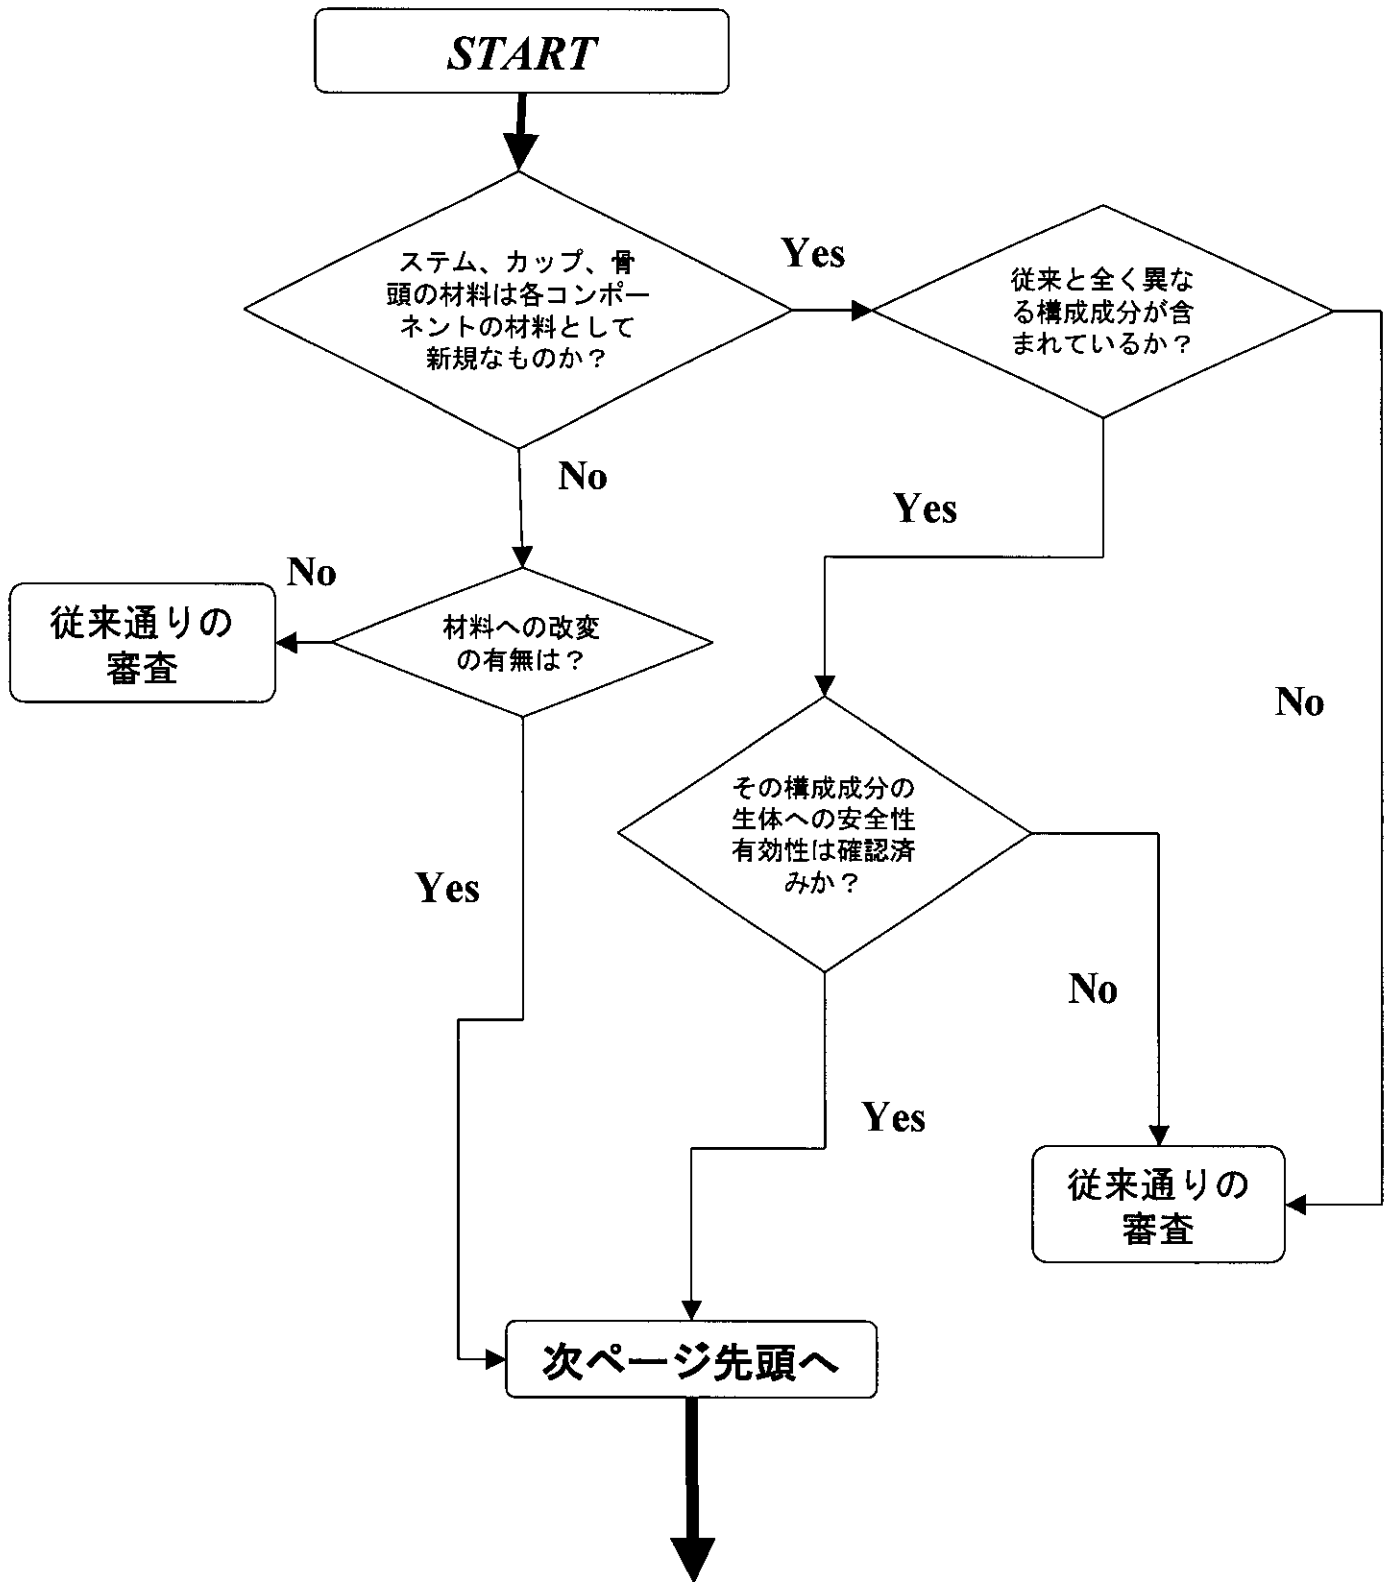 START
ステム、カップ、骨
頭の材料は各コンポー
ネントの材料として
新規なものか?
Yes
従来と全く異な
る構成成分が含
まれているか?
No
Yes
No
従来通りの
審査
材料への改変
の有無は?
No
その構成成分の
生体への安全性
有効性は確認済
みか?
Yes
No
Yes
従来通りの
審査
次ページ先頭へ